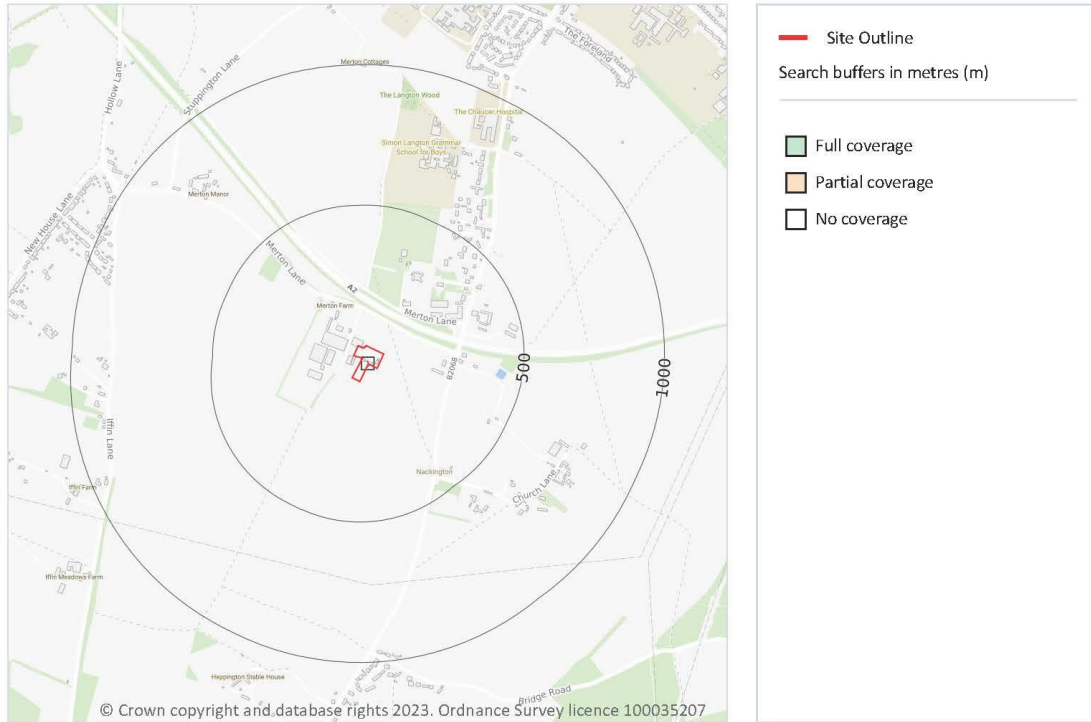 Merton Cottages
The Foreland
Hollow Lane
Stuppington Lane
The Langton Wood
The Chaucer Hospital
Simon Langton Grammar
School for Boys
Merton Manor
New House Lane
Merton Lane
A2
Merton Farm
Merton Lane
B2068
500
1000
Iffin Lane
Nackington
Church Lane
Iffin Farm
Iffin Meadows Farm
Heppington Stable House
Bridge Road
© Crown copyright and database rights 2023. Ordnance Survey licence 100035207
Site Outline
Search buffers in metres (m)
Full coverage
Partial coverage
No coverage